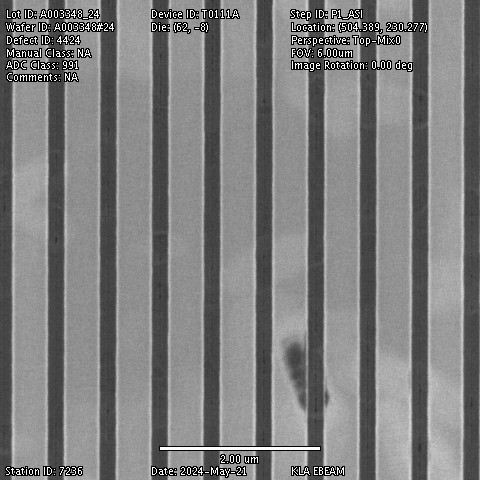 Lot ID: A003348_24 Device ID: T0111A Step ID: P1_ASI
Wafer ID: A003348#24 Die: (62, -8) Location: (504.389, 230.277)
Defect ID: 4424 Perspective: Top-Mix0
Manual Class: NA FOV: 6.00um
ADC Class: 991 Image Rotation: 0.00 deg
Comments: NA
2.00 um
Station ID: 7236 Date: 2024-May-21 KLA EBEAM